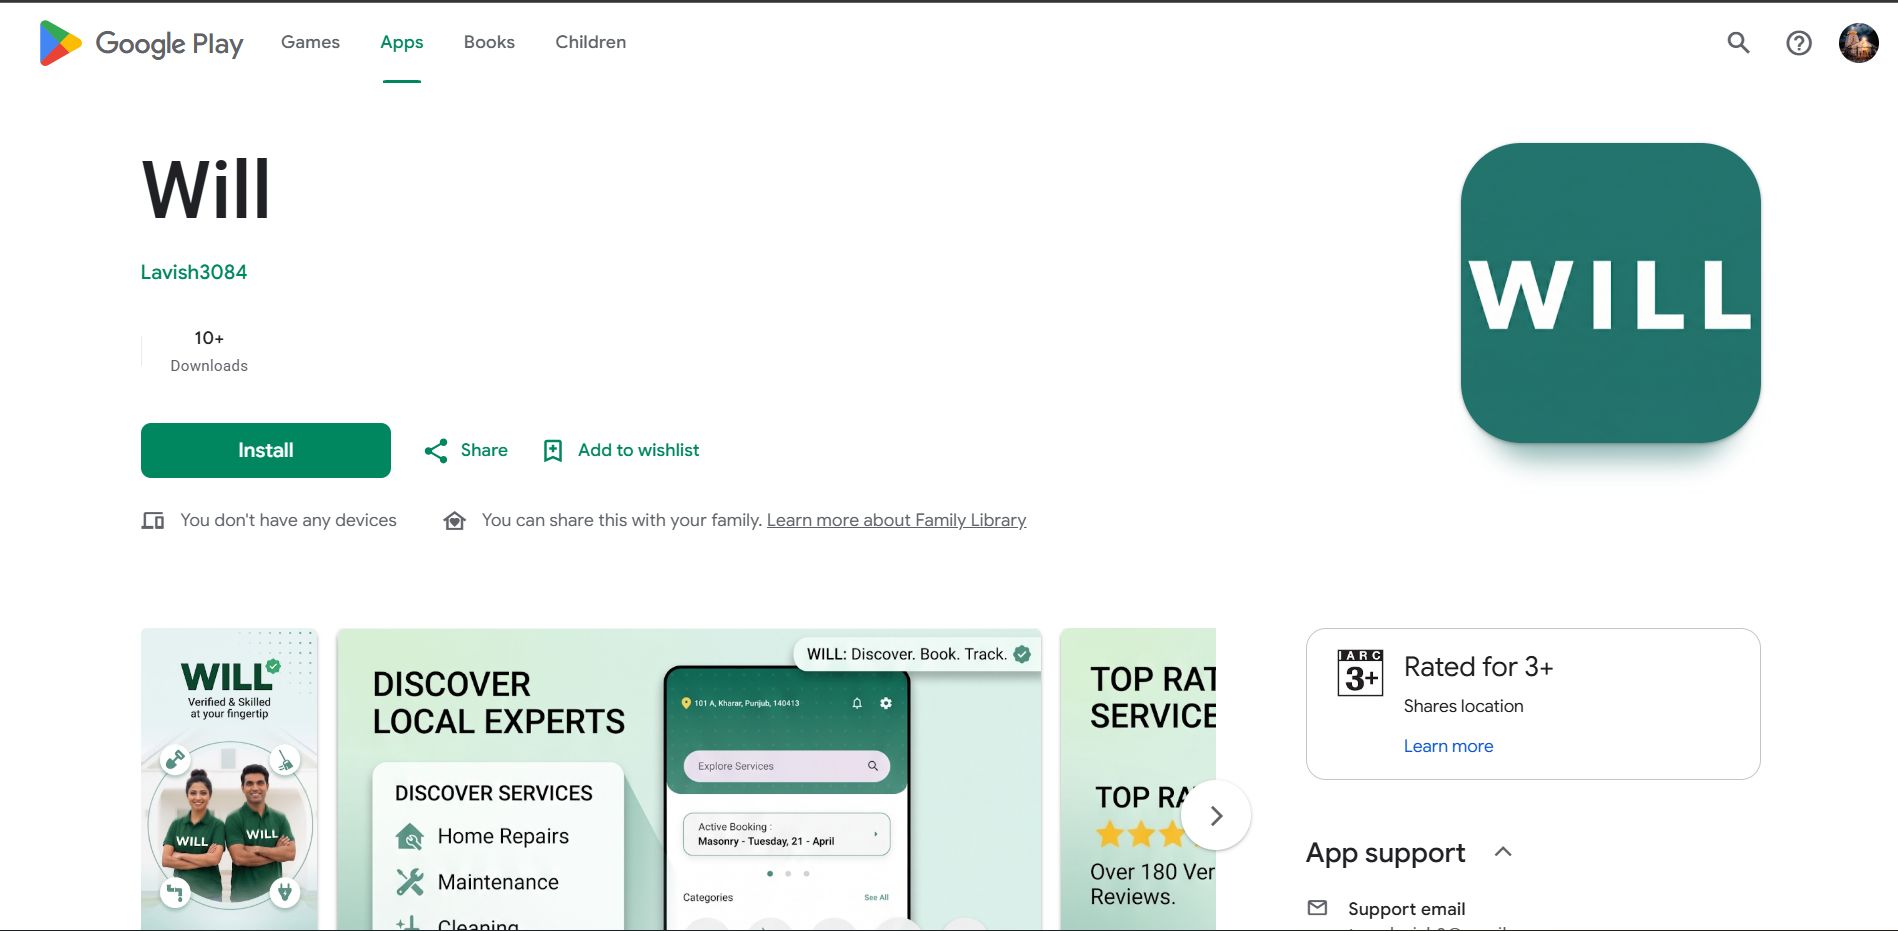 Google Play
Games
Apps
Books
Children
Will
Lavish3084
10+
Downloads
Install
Share
Add to wishlist
You don't have any devices
You can share this with your family. Learn more about Family Library
WILL
WILL
Verified & Skilled
at your fingertip
WILL
WILL
DISCOVER
LOCAL EXPERTS
DISCOVER SERVICES
Home Repairs
Maintenance
Cleaning
WILL: Discover. Book. Track.
101 A, Kharar, Punjub, 140413
Explore Services
Active Booking :
Masonry - Tuesday, 21 - April
Categories
See All
TOP RAT
SERVICE
TOP RA
Over 180 Ver
Reviews.
IARC
3+
Rated for 3+
Shares location
Learn more
App support
Support email